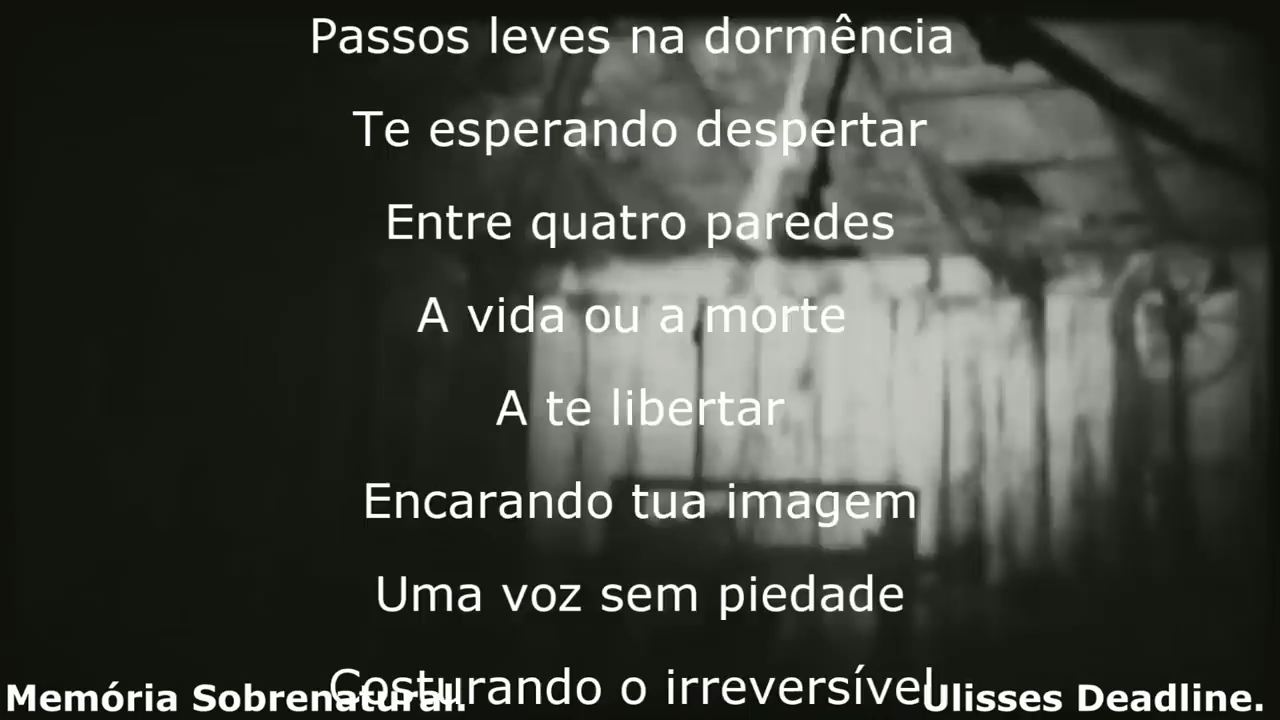 Passos leves na dormência
Te esperando despertar
Entre quatro paredes
A vida ou a morte
A te libertar
Encarando tua imagem
Uma voz sem piedade
Costurando o irreversível
Memória Sobrenatural.
Ulisses Deadline.